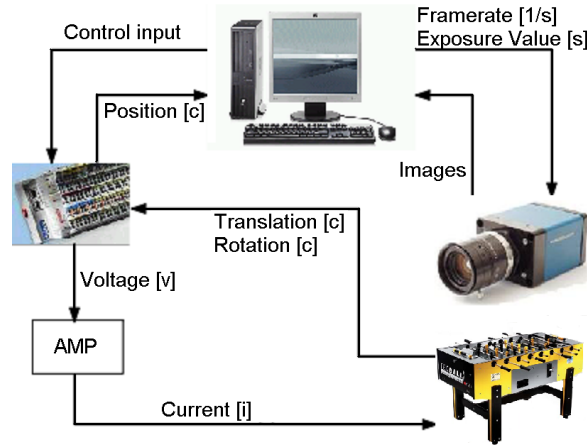 Control input
Framerate [1/s]
Exposure Value [s]
Position [c]
Images
Translation [c]
Rotation [c]
Voltage [v]
AMP
Current [i]